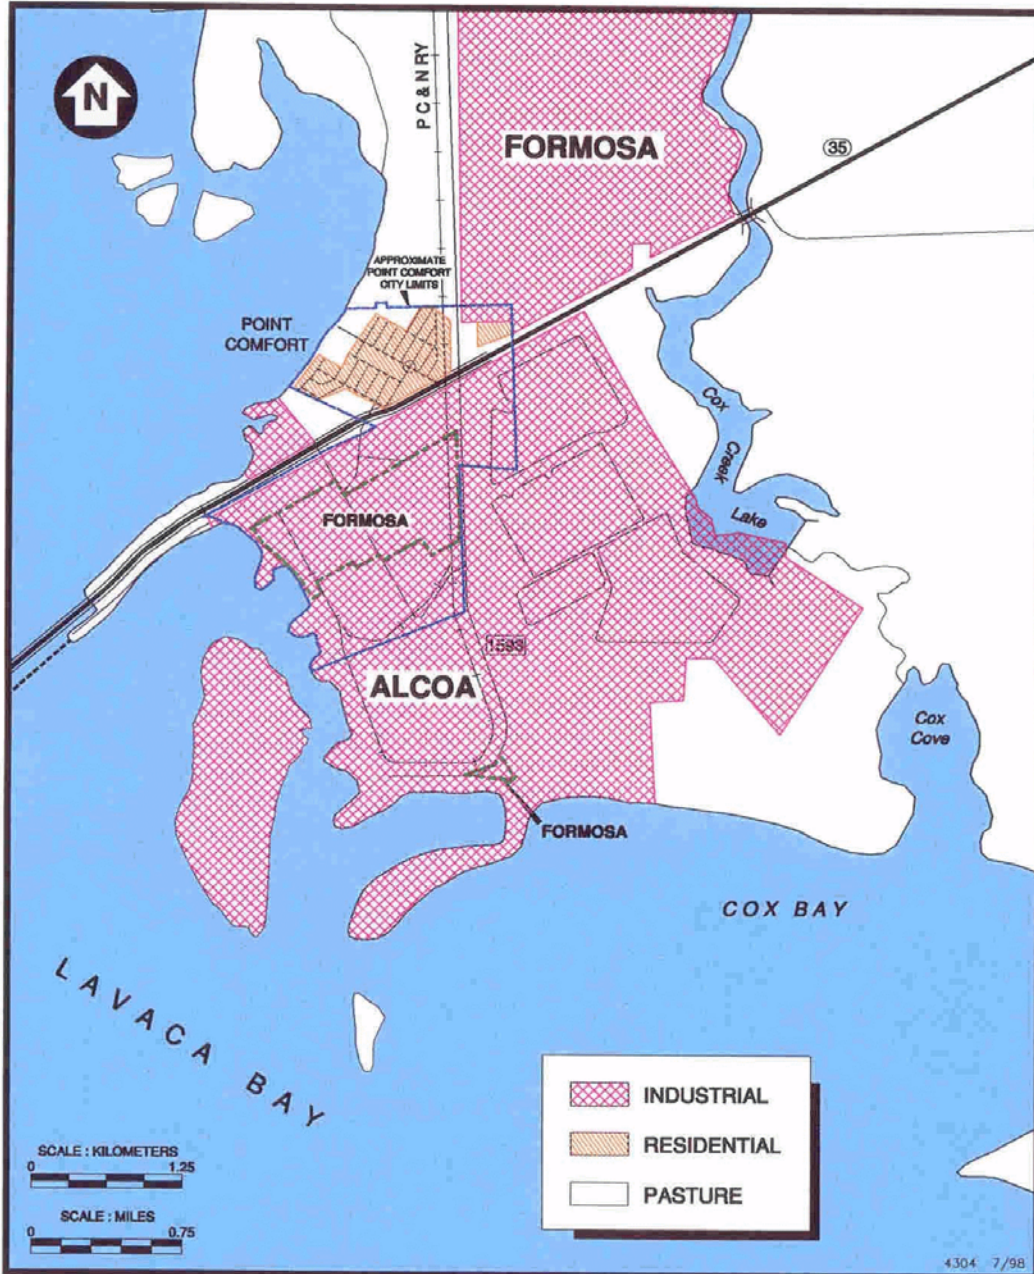 N
PC&NRY
FORMOSA
35
APPROXIMATE
POINT COMFORT
CITY LIMITS
POINT
COMFORT
Cox
Creek
Lake
FORMOSA
1593
ALCOA
Cox
Cove
FORMOSA
COX BAY
LAVACA BAY
INDUSTRIAL
RESIDENTIAL
PASTURE
SCALE : KILOMETERS
0 1.25
SCALE : MILES
0 0.75
4304 7/98